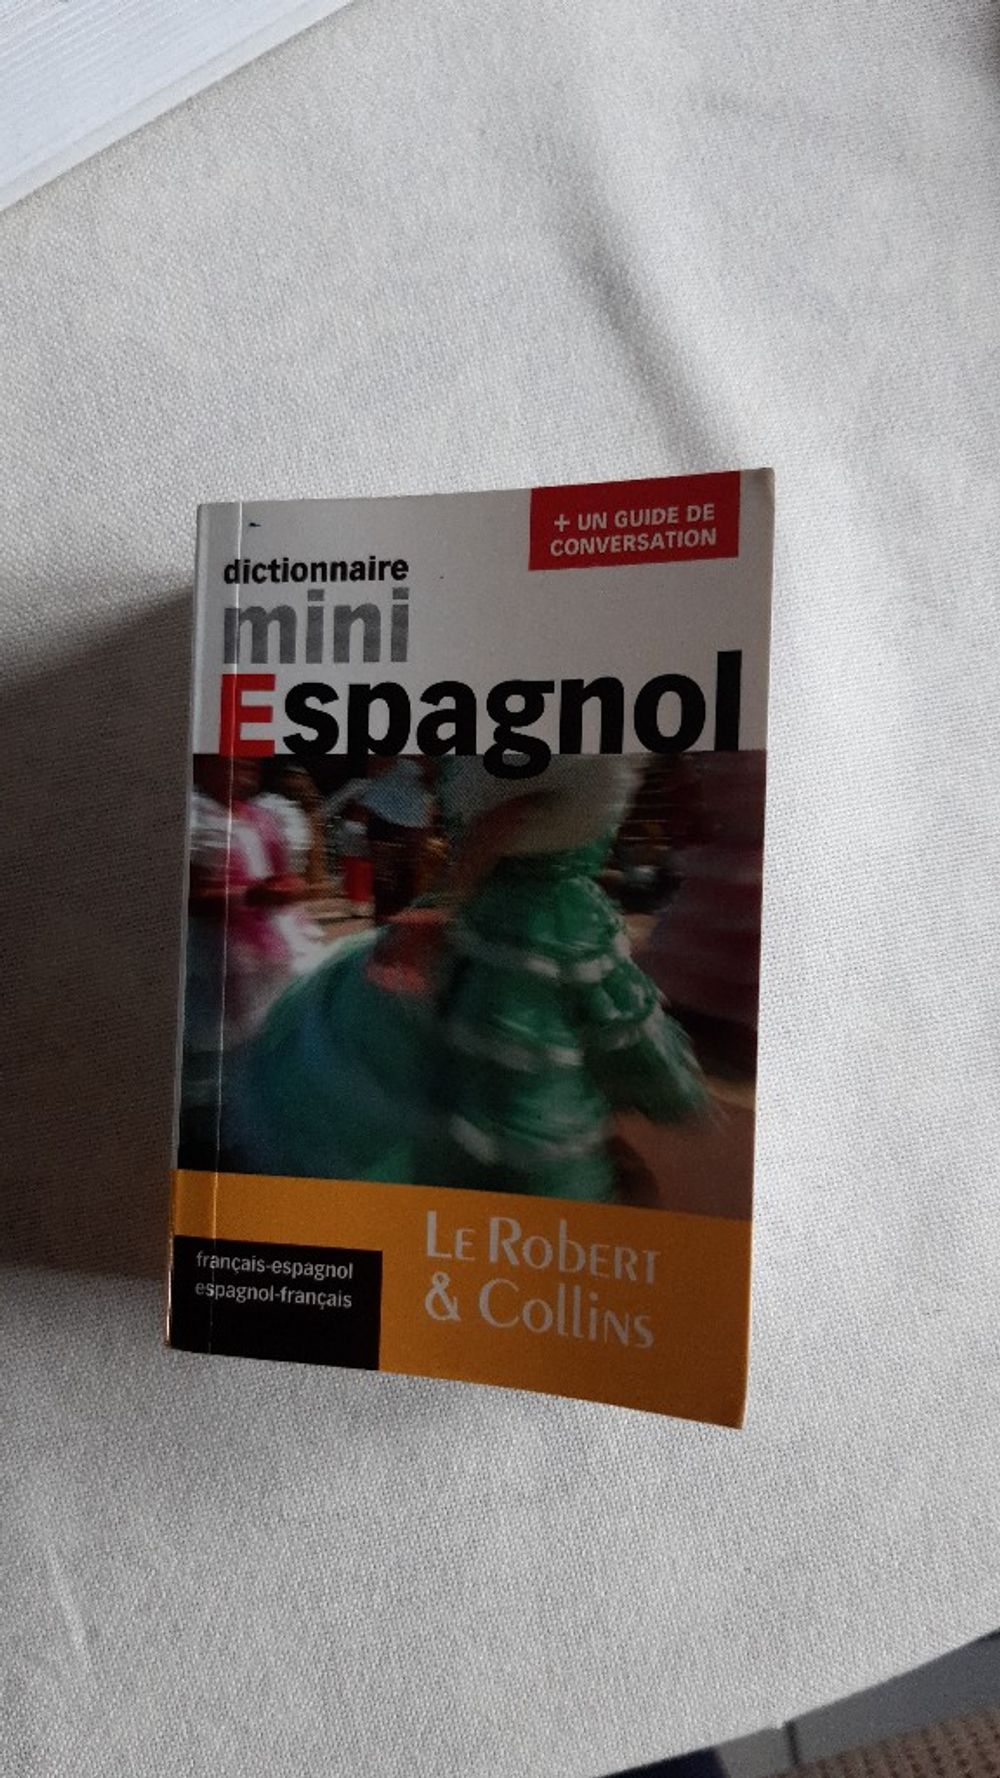 + UN GUIDE DE
CONVERSATION
dictionnaire
mini
Espagnol
LE ROBERT
& COLLINS
français-espagnol
espagnol-français